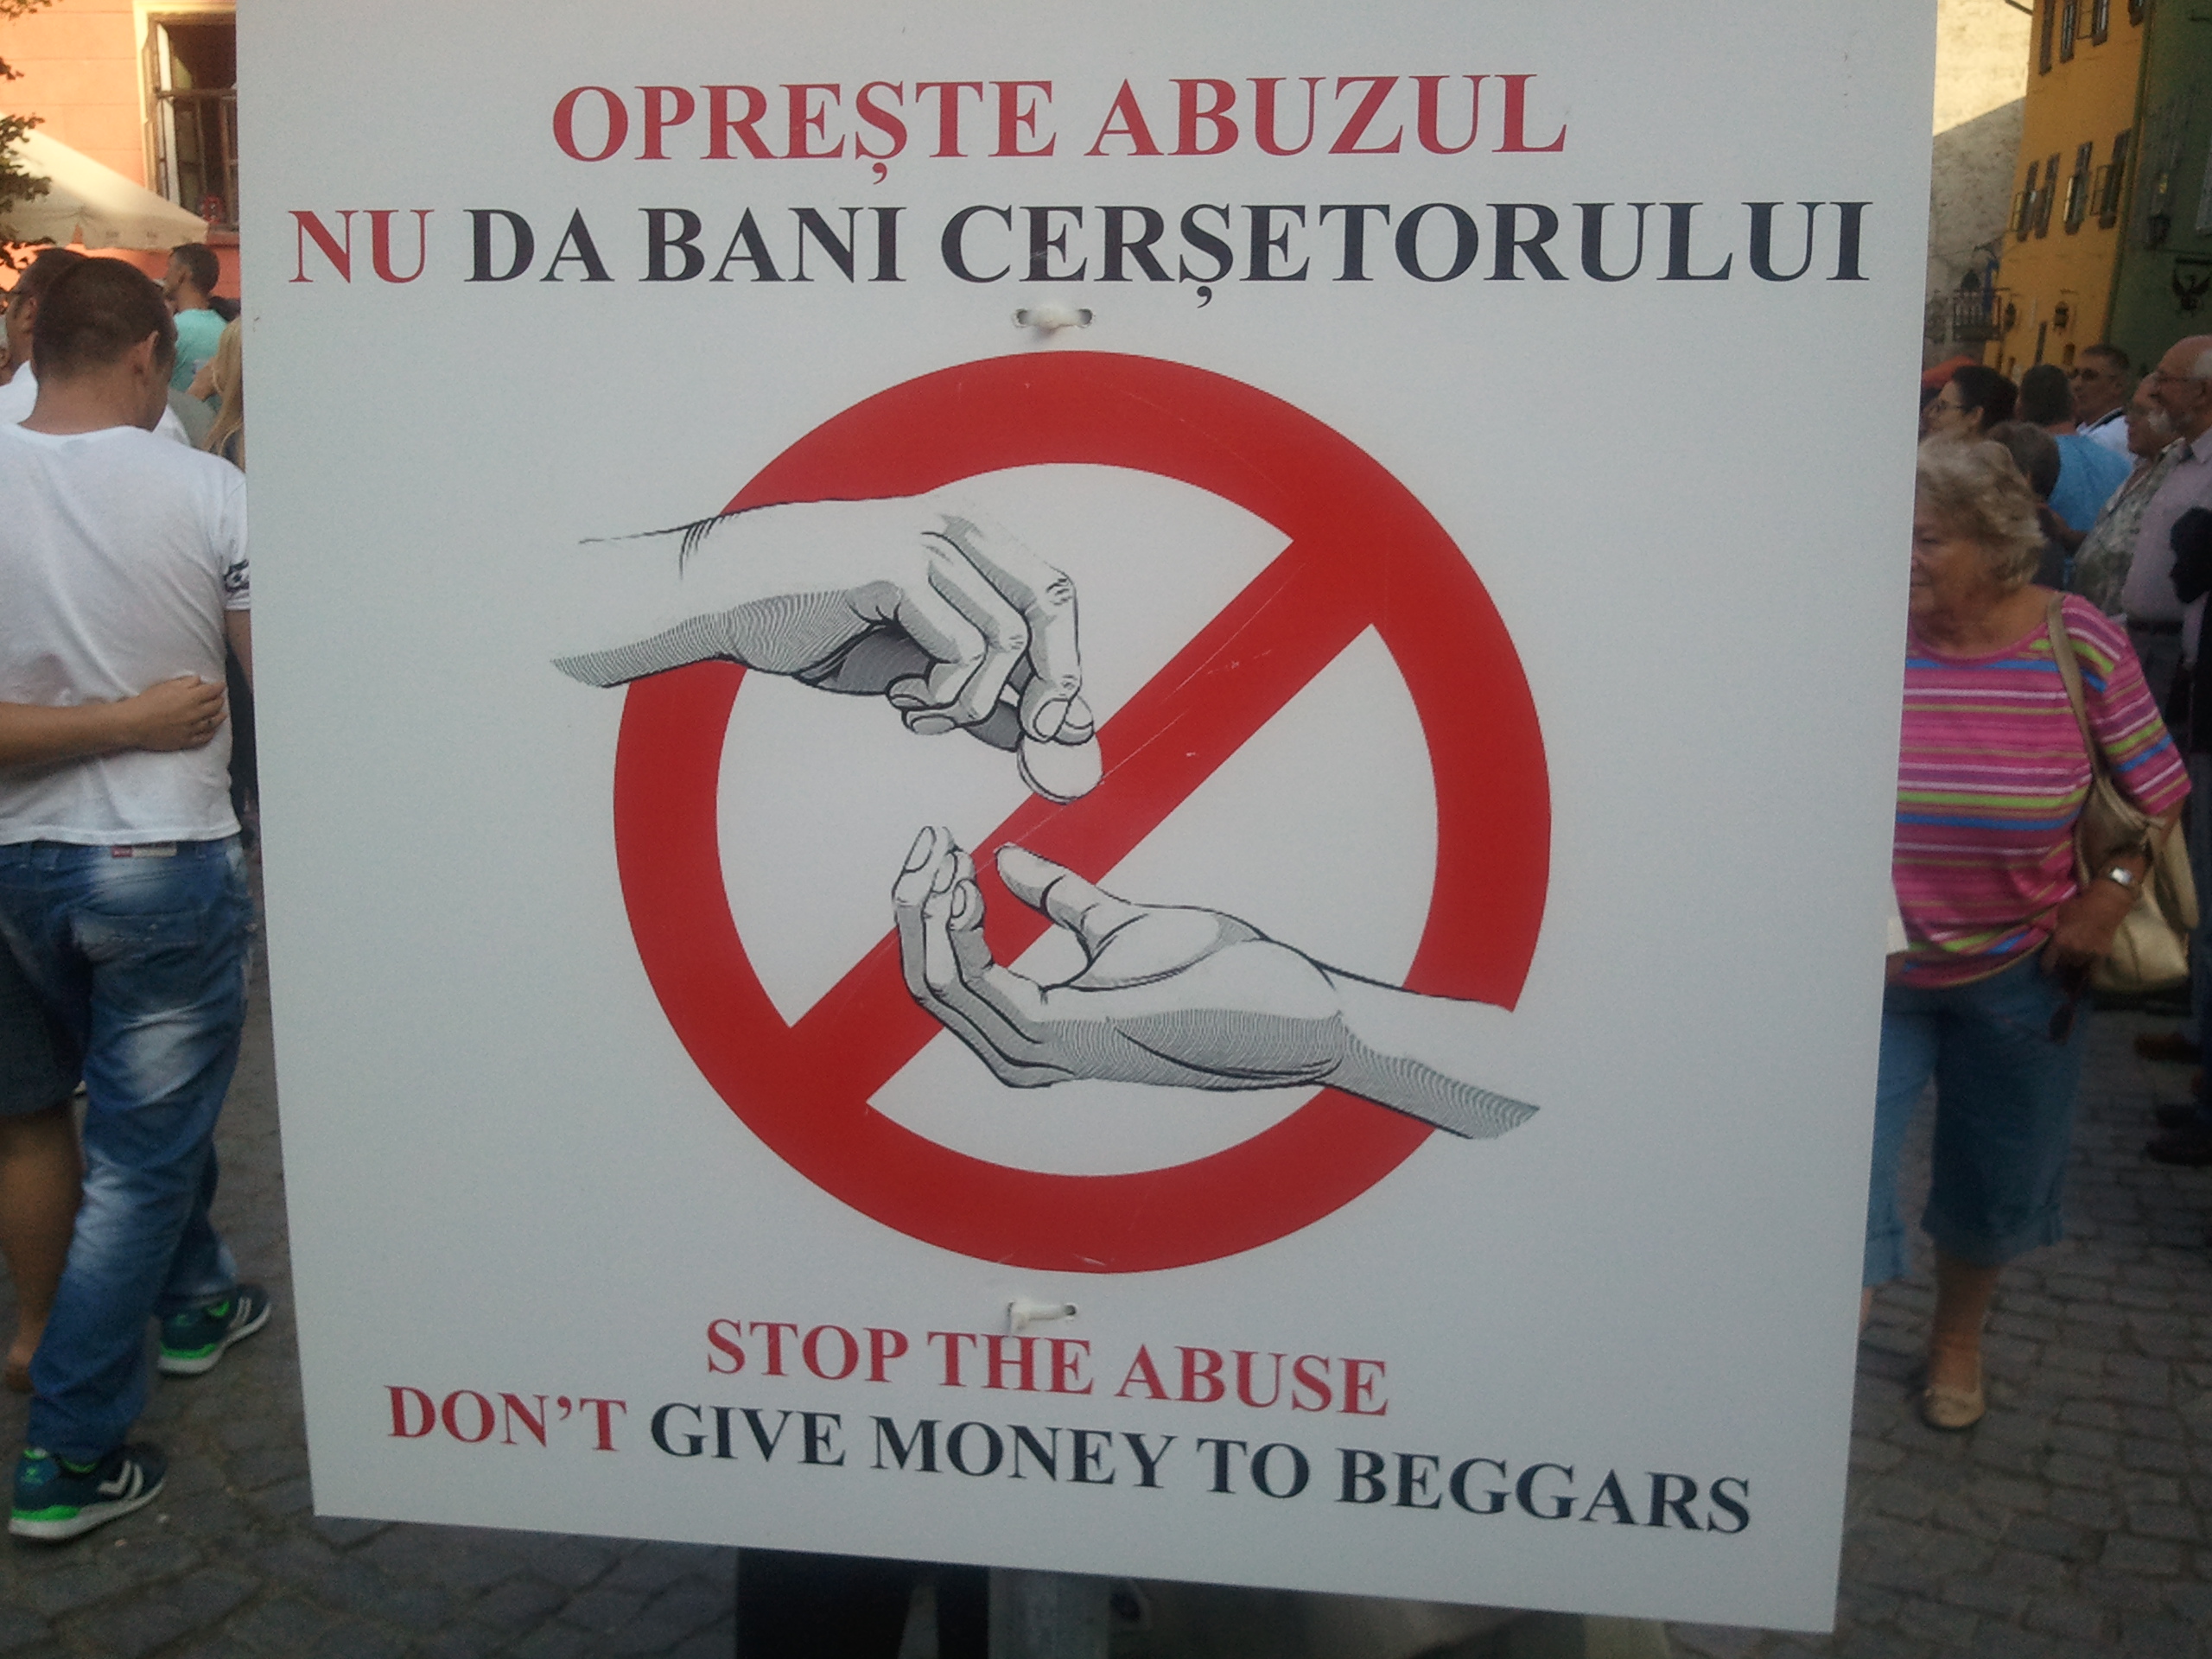 OPREȘTE ABUZUL
NU DA BANI CERȘETORULUI
STOP THE ABUSE
DON'T GIVE MONEY TO BEGGARS